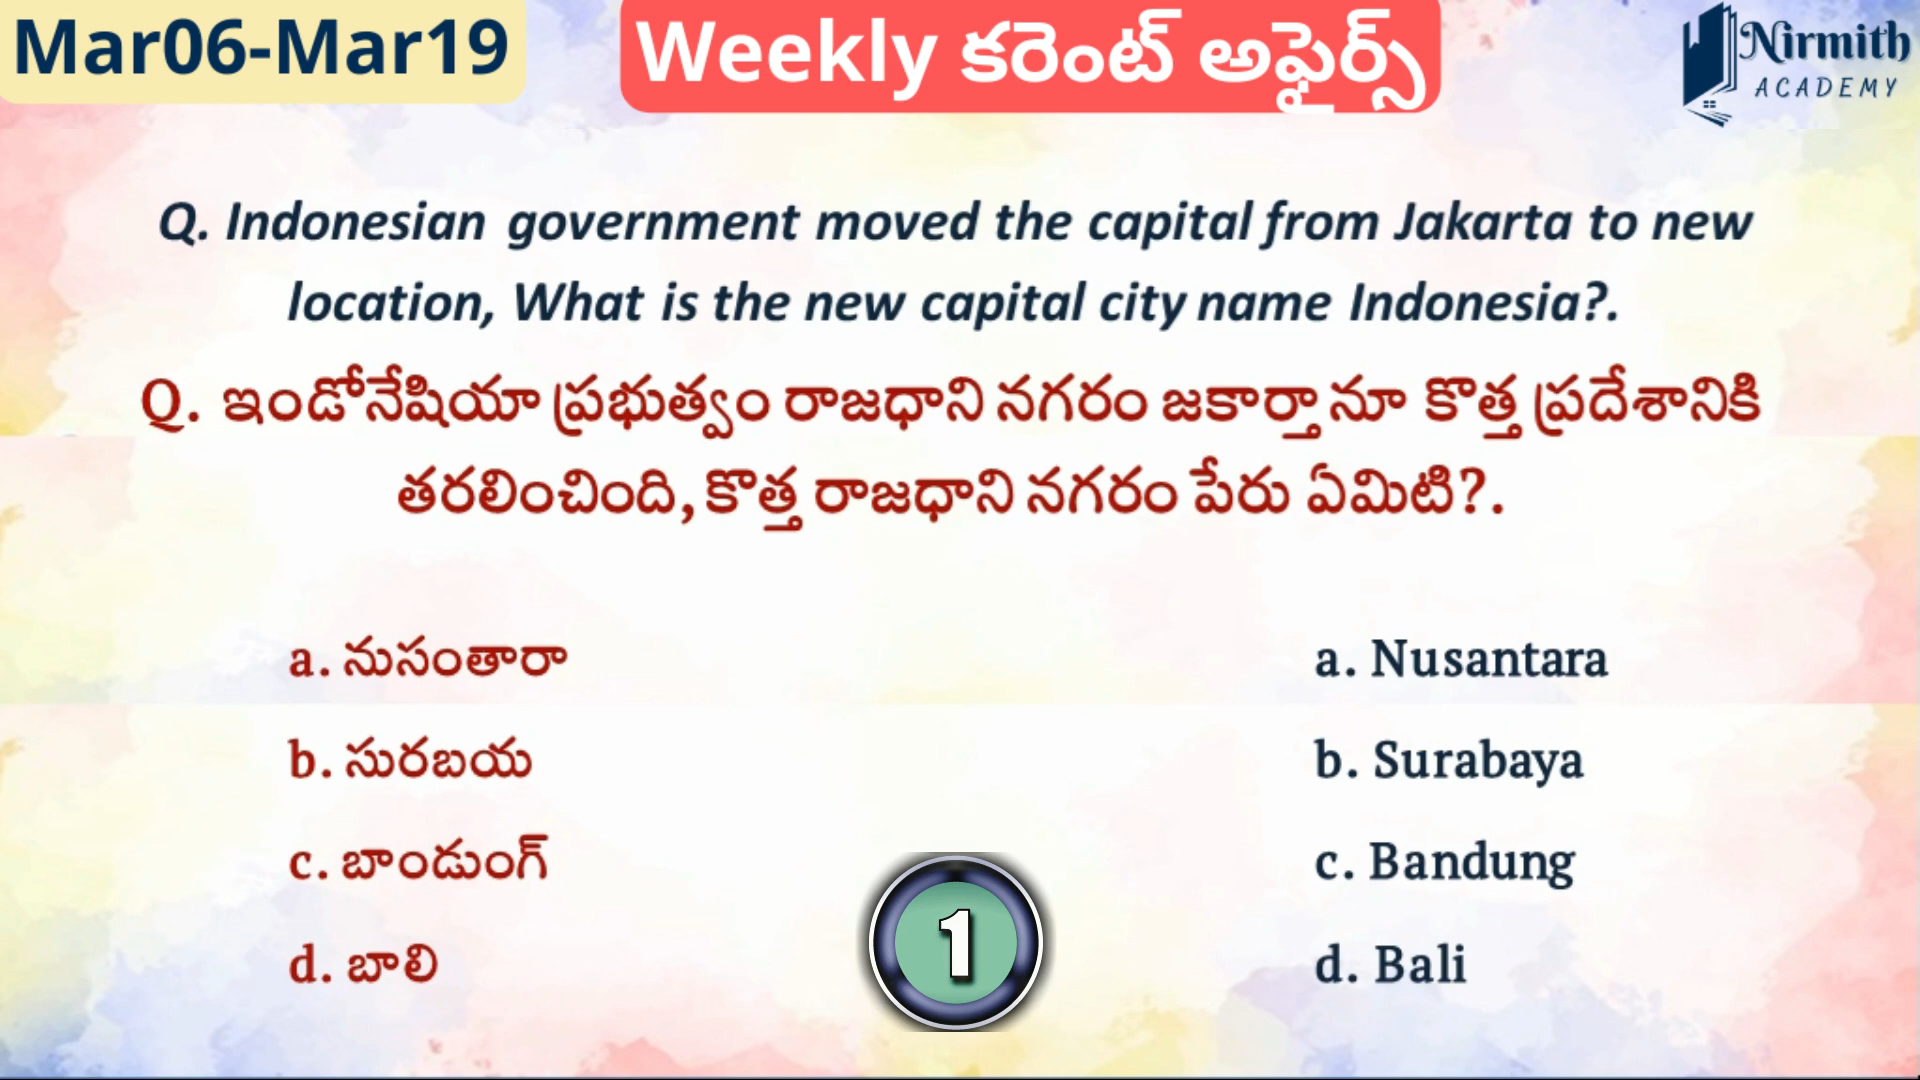 Mar06-Mar19
Weekly కరెంట్ అఫైర్స్
Nirmith
ACADEMY
Q. Indonesian government moved the capital from Jakarta to new
location, What is the new capital city name Indonesia?.
Q. ఇండోనేషియా ప్రభుత్వం రాజధాని నగరం జకార్తానూ కొత్త ప్రదేశానికి
తరలించింది, కొత్త రాజధాని నగరం పేరు ఏమిటి?.
a. నుసంతారా
b. సురబయ
c. బాండుంగ్
d. బాలి
a. Nusantara
b. Surabaya
c. Bandung
d. Bali
1